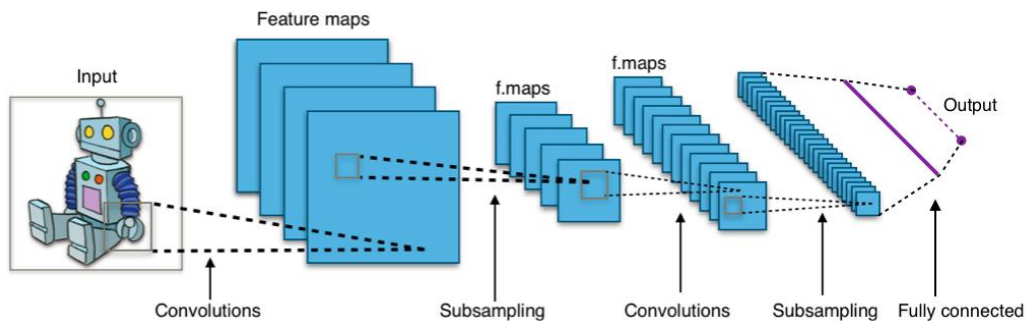 Feature maps
Input
f.maps
f.maps
Output
Convolutions
Subsampling
Convolutions
Subsampling
Fully connected